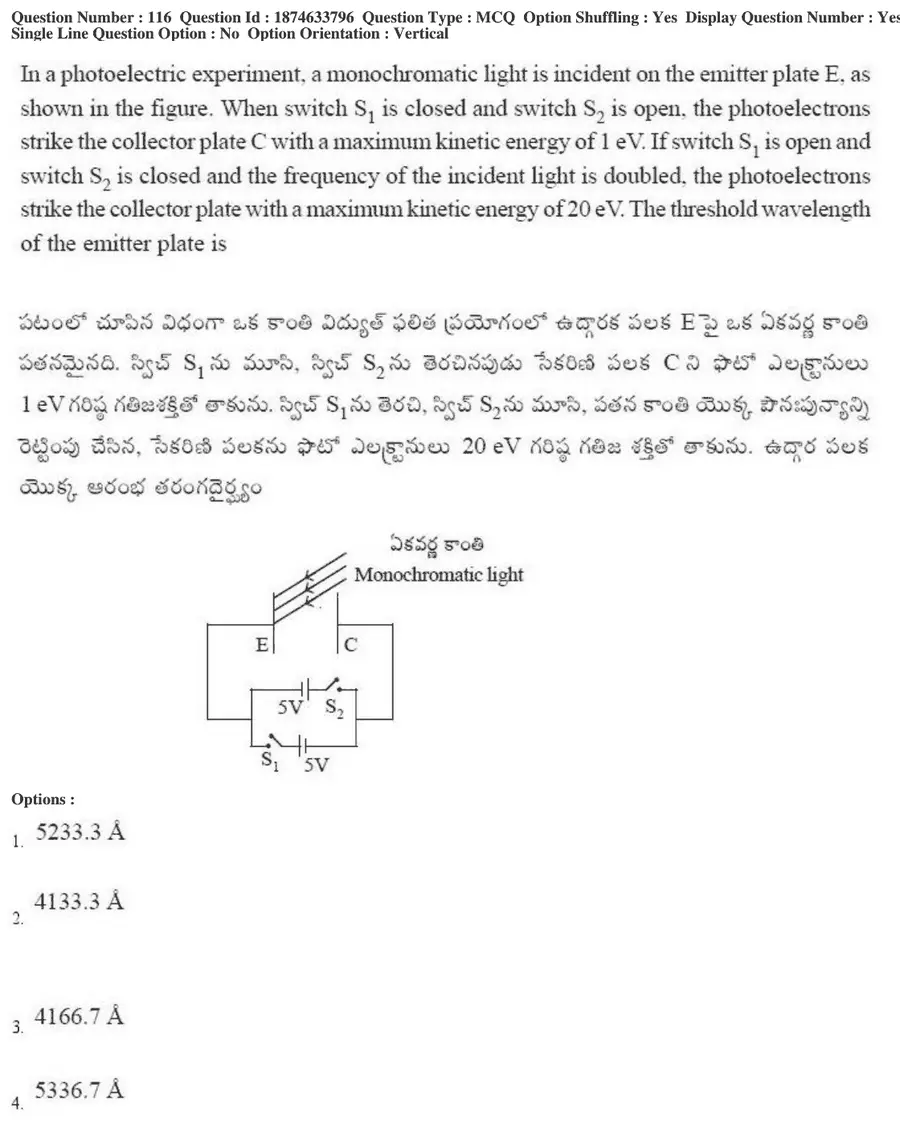 Question Number : 116 Question Id : 1874633796 Question Type : MCQ Option Shuffling : Yes Display Question Number : Yes
Single Line Question Option : No Option Orientation : Vertical
In a photoelectric experiment, a monochromatic light is incident on the emitter plate E, as
shown in the figure. When switch S₁ is closed and switch S₂ is open, the photoelectrons
strike the collector plate C with a maximum kinetic energy of 1 eV. If switch S₁ is open and
switch S₂ is closed and the frequency of the incident light is doubled, the photoelectrons
strike the collector plate with a maximum kinetic energy of 20 eV. The threshold wavelength
of the emitter plate is
పటంలో చూపిన విధంగా ఒక కాంతి విద్యుత్ ఫలిత ప్రయోగంలో ఉద్గారక పలక E పై ఒక ఏకవర్ణ కాంతి
పతనమైనది. స్విచ్ S₁ ను మూసి, స్విచ్ S₂ ను తెరచినపుడు సేకరిణి పలక C ని ఫొటో ఎలక్ట్రానులు
1 eV గరిష్ఠ గతిజశక్తితో తాకును. స్విచ్ S₁ను తెరచి, స్విచ్ S₂ను మూసి, పతన కాంతి యొక్క పౌనఃపున్యాన్ని
రెట్టింపు చేసిన, సేకరిణి పలకను ఫొటో ఎలక్ట్రానులు 20 eV గరిష్ఠ గతిజ శక్తితో తాకును. ఉద్గార పలక
యొక్క ఆరంభ తరంగదైర్ఘ్యం
ఏకవర్ణ కాంతి
Monochromatic light
E C
5V S₂
S₁ 5V
Options :
1. 5233.3 Å
2. 4133.3 Å
3. 4166.7 Å
4. 5336.7 Å